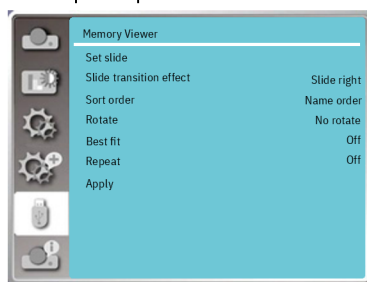 Memory Viewer
Set slide
Slide transition effect Slide right
Sort order Name order
Rotate No rotate
Best fit Off
Repeat Off
Apply